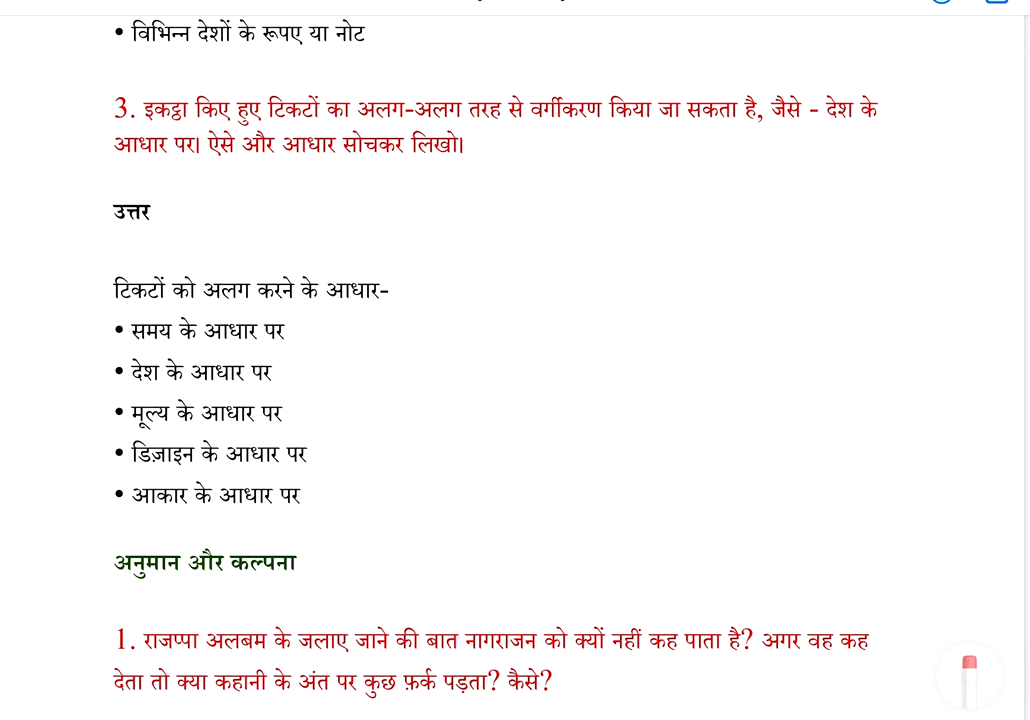 • विभिन्न देशों के रूपए या नोट
3. इकट्ठा किए हुए टिकटों का अलग-अलग तरह से वर्गीकरण किया जा सकता है, जैसे - देश के
आधार पर। ऐसे और आधार सोचकर लिखो।
उत्तर
टिकटों को अलग करने के आधार-
• समय के आधार पर
• देश के आधार पर
• मूल्य के आधार पर
• डिज़ाइन के आधार पर
• आकार के आधार पर
अनुमान और कल्पना
1. राजप्पा अलबम के जलाए जाने की बात नागराजन को क्यों नहीं कह पाता है? अगर वह कह
देता तो क्या कहानी के अंत पर कुछ फ़र्क पड़ता? कैसे?